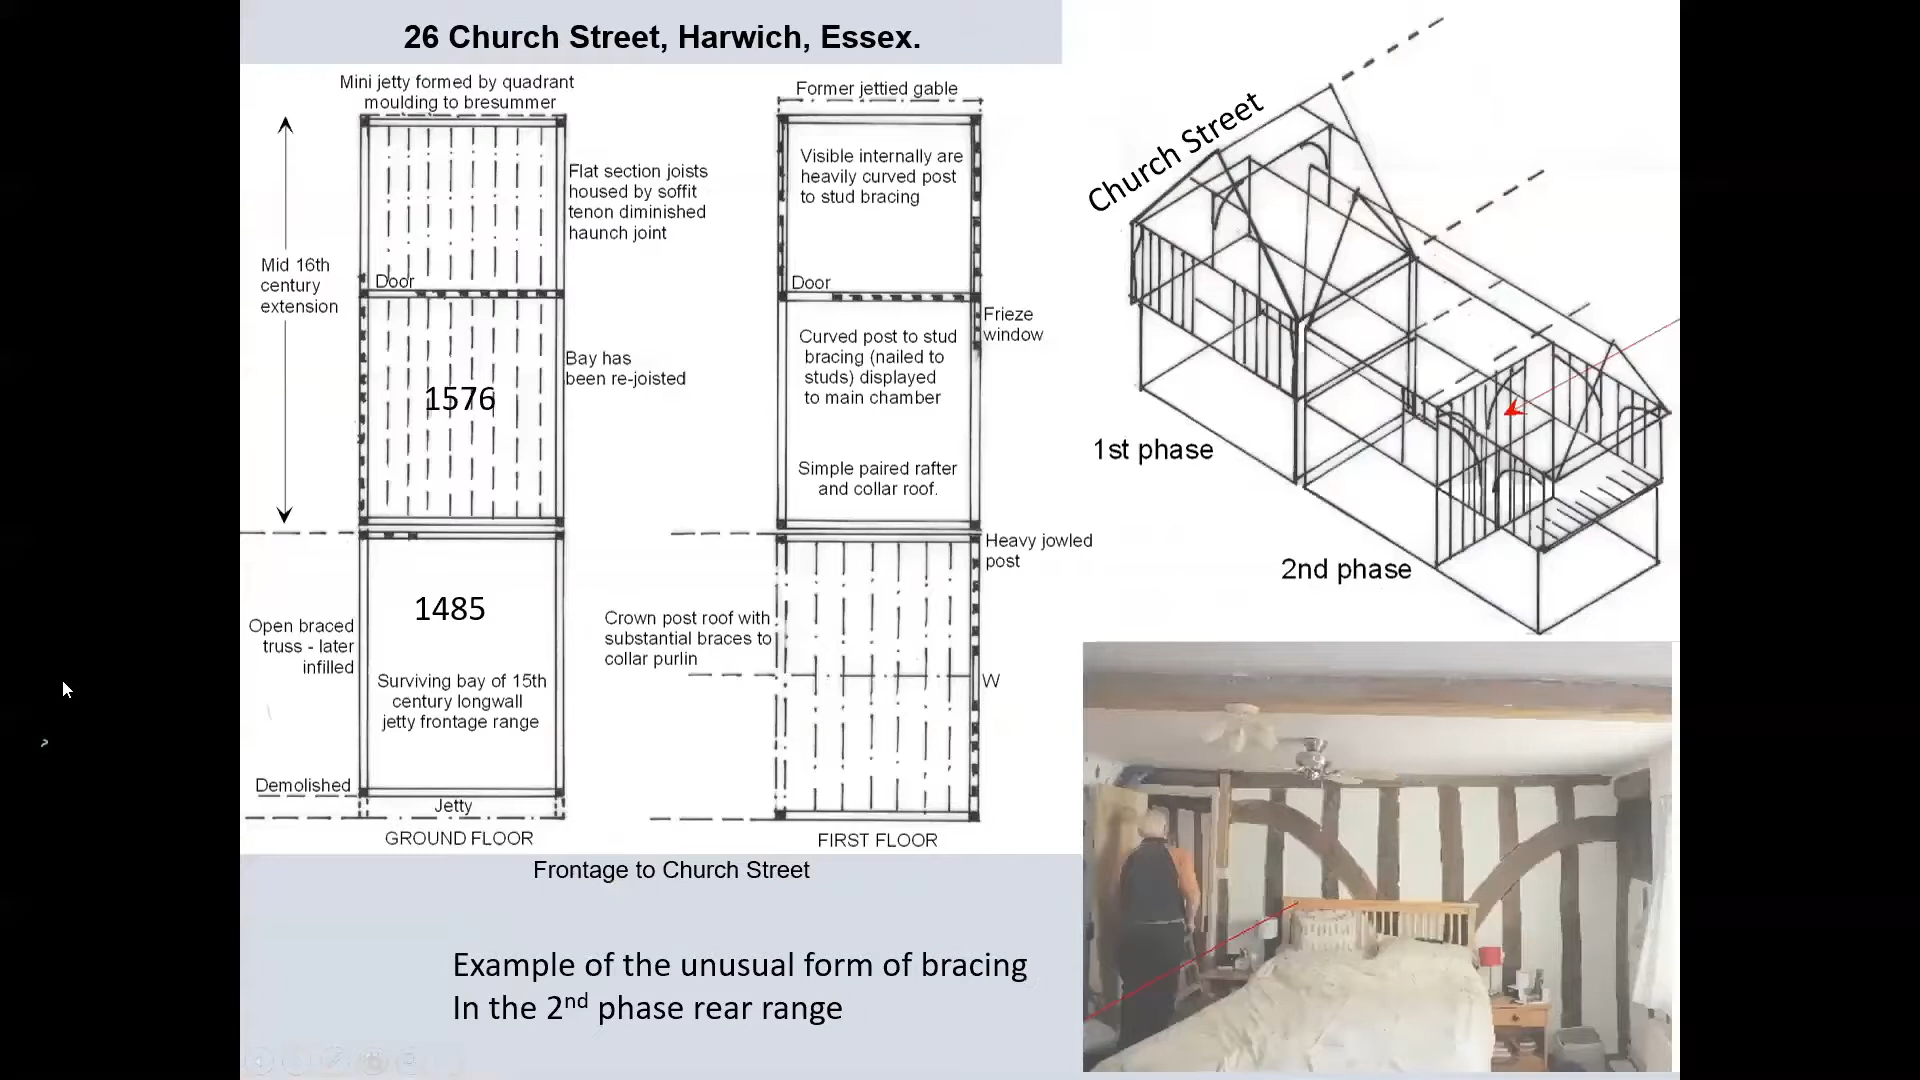 26 Church Street, Harwich, Essex.
Mini jetty formed by quadrant
moulding to bresummer
Flat section joists
housed by soffit
tenon diminished
haunch joint
Mid 16th
century
extension
Door
Bay has
been re-joisted
1576
1485
Open braced
truss - later
infilled
Surviving bay of 15th
century longwall
jetty frontage range
Demolished
Jetty
GROUND FLOOR
Former jettied gable
Visible internally are
heavily curved post
to stud bracing
Door
Frieze
window
Curved post to stud
bracing (nailed to
studs) displayed
to main chamber
Simple paired rafter
and collar roof.
Heavy jowled
post
Crown post roof with
substantial braces to
collar purlin
W
FIRST FLOOR
Frontage to Church Street
Church Street
1st phase
2nd phase
Example of the unusual form of bracing
In the 2nd phase rear range